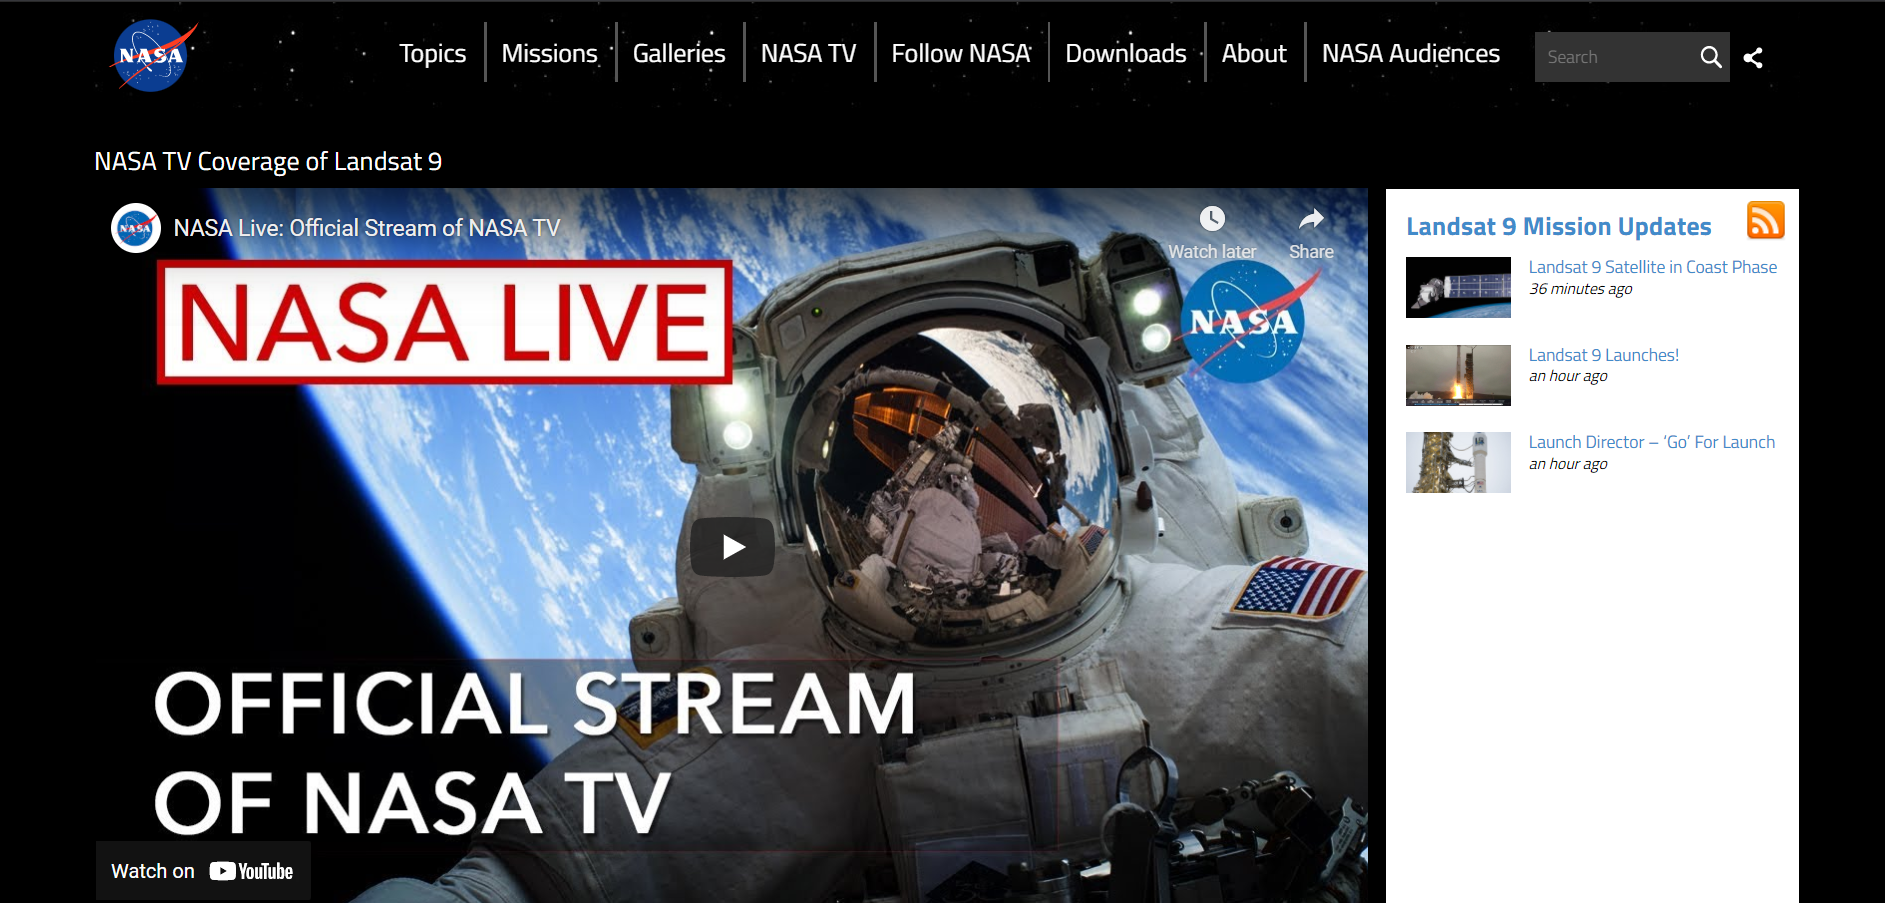 NASA
Topics
Missions
Galleries
NASA TV
Follow NASA
Downloads
About
NASA Audiences
Search
NASA TV Coverage of Landsat 9
NASA
NASA Live: Official Stream of NASA TV
Watch later
Share
NASA LIVE
NASA
OFFICIAL STREAM
OF NASA TV
Watch on YouTube
Landsat 9 Mission Updates
Landsat 9 Satellite in Coast Phase
36 minutes ago
Landsat 9 Launches!
an hour ago
Launch Director – ‘Go’ For Launch
an hour ago